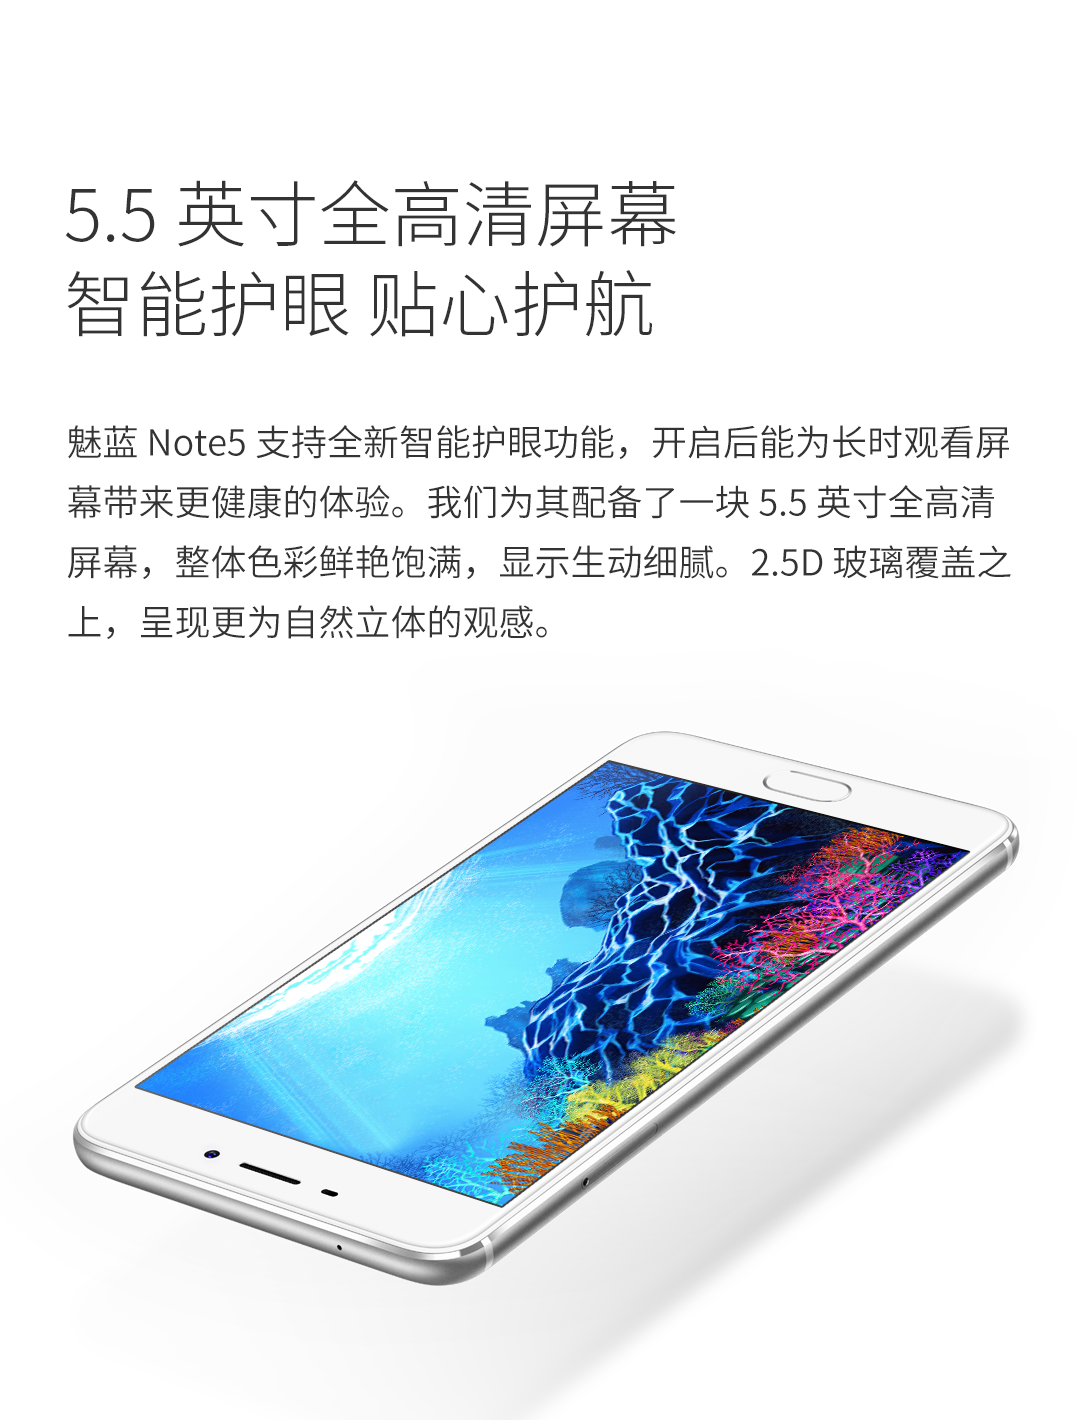 5.5 英寸全高清屏幕
智能护眼 贴心护航
魅蓝 Note5 支持全新智能护眼功能，开启后能为长时观看屏
幕带来更健康的体验。我们为其配备了一块 5.5 英寸全高清
屏幕，整体色彩鲜艳饱满，显示生动细腻。2.5D 玻璃覆盖之
上，呈现更为自然立体的观感。